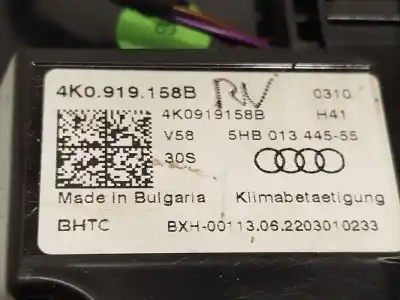 4K0.919.158B
RV
0310
4K0919158B
H41
V58
5HB 013 445-55
30S
Made in Bulgaria
Klimabetaetigung
BHTC
BXH-00113.06.2203010233